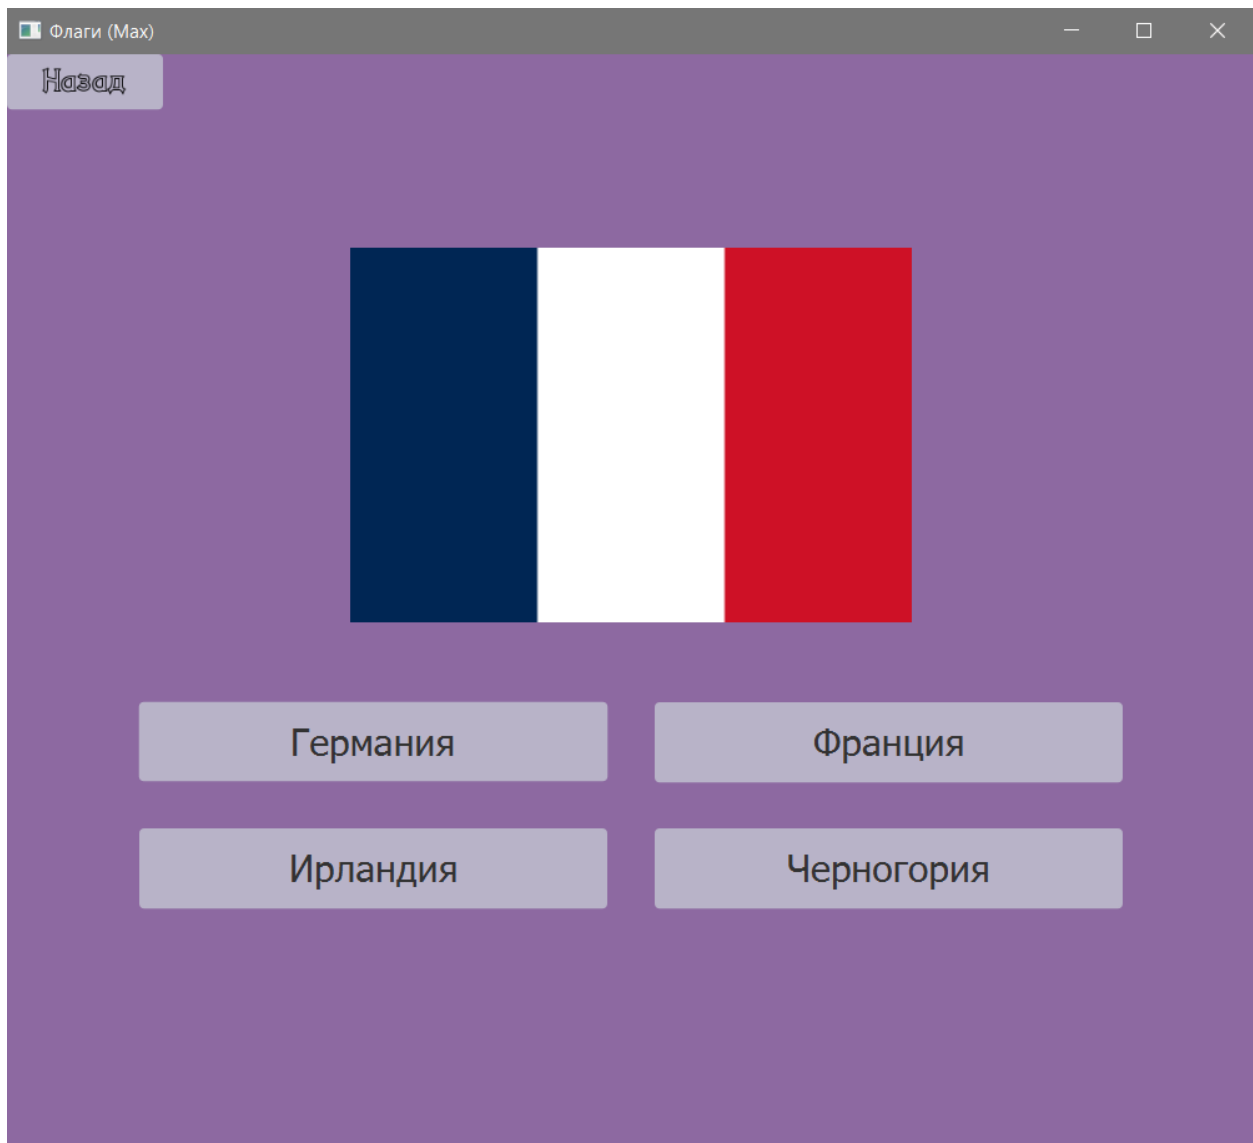 Флаги (Max)
Назад
Германия
Франция
Ирландия
Черногория